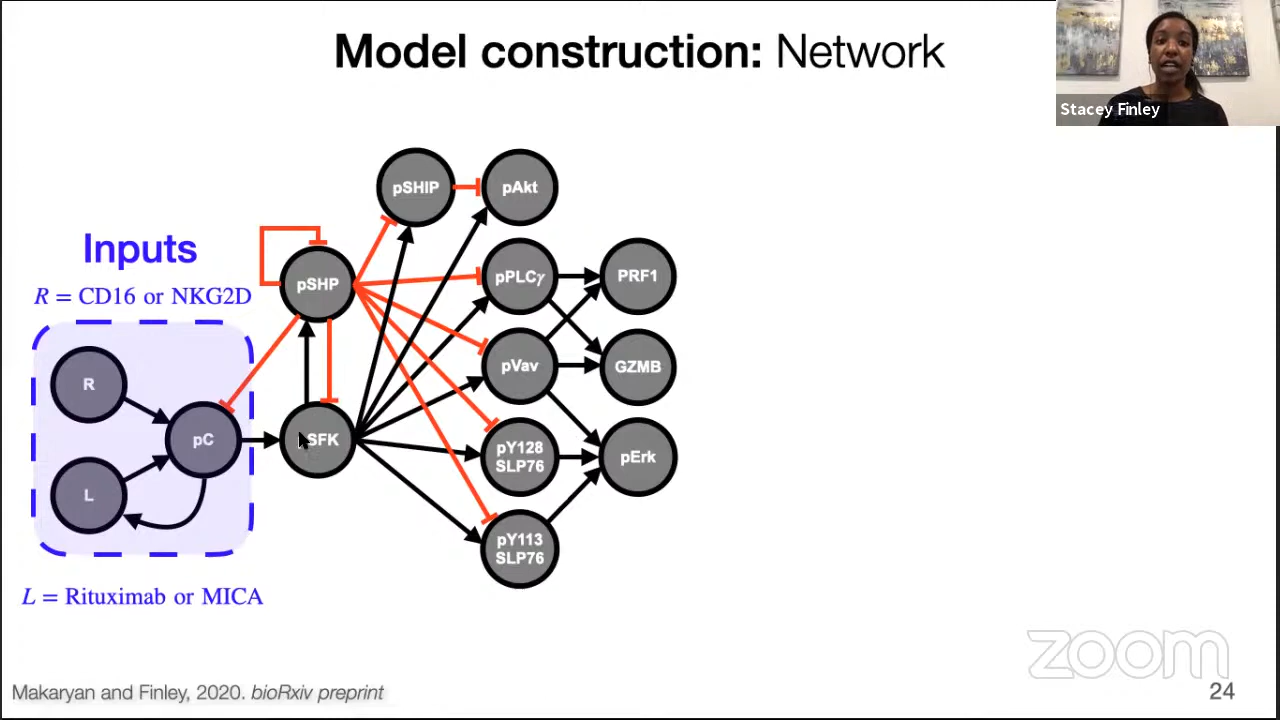 Model construction: Network
Stacey Finley
Inputs
R = CD16 or NKG2D
R
L
pC
L = Rituximab or MICA
pSHP
SFK
pSHIP
pAkt
pPLCγ
pVav
pY128
SLP76
pY113
SLP76
PRF1
GZMB
pErk
zoom
Makaryan and Finley, 2020. bioRxiv preprint
24